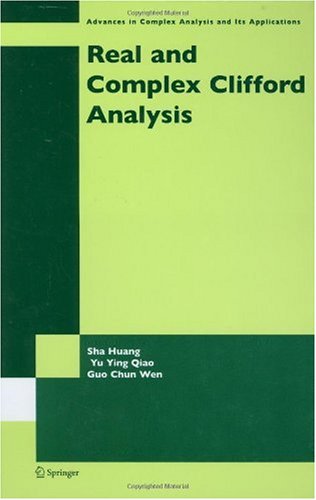 Advances in Complex Analysis and Its Applications
Real and
Complex Clifford
Analysis
Sha Huang
Yu Ying Qiao
Guo Chun Wen
Springer